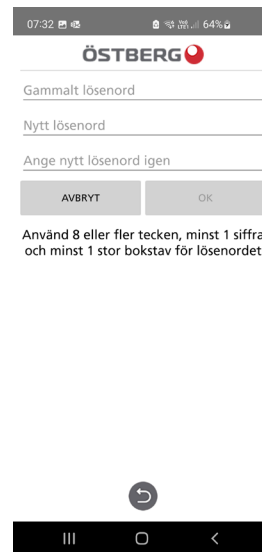 07:32 64%
ÖSTBERG
Gammalt lösenord
Nytt lösenord
Ange nytt lösenord igen
AVBRYT OK
Använd 8 eller fler tecken, minst 1 siffra
och minst 1 stor bokstav för lösenordet